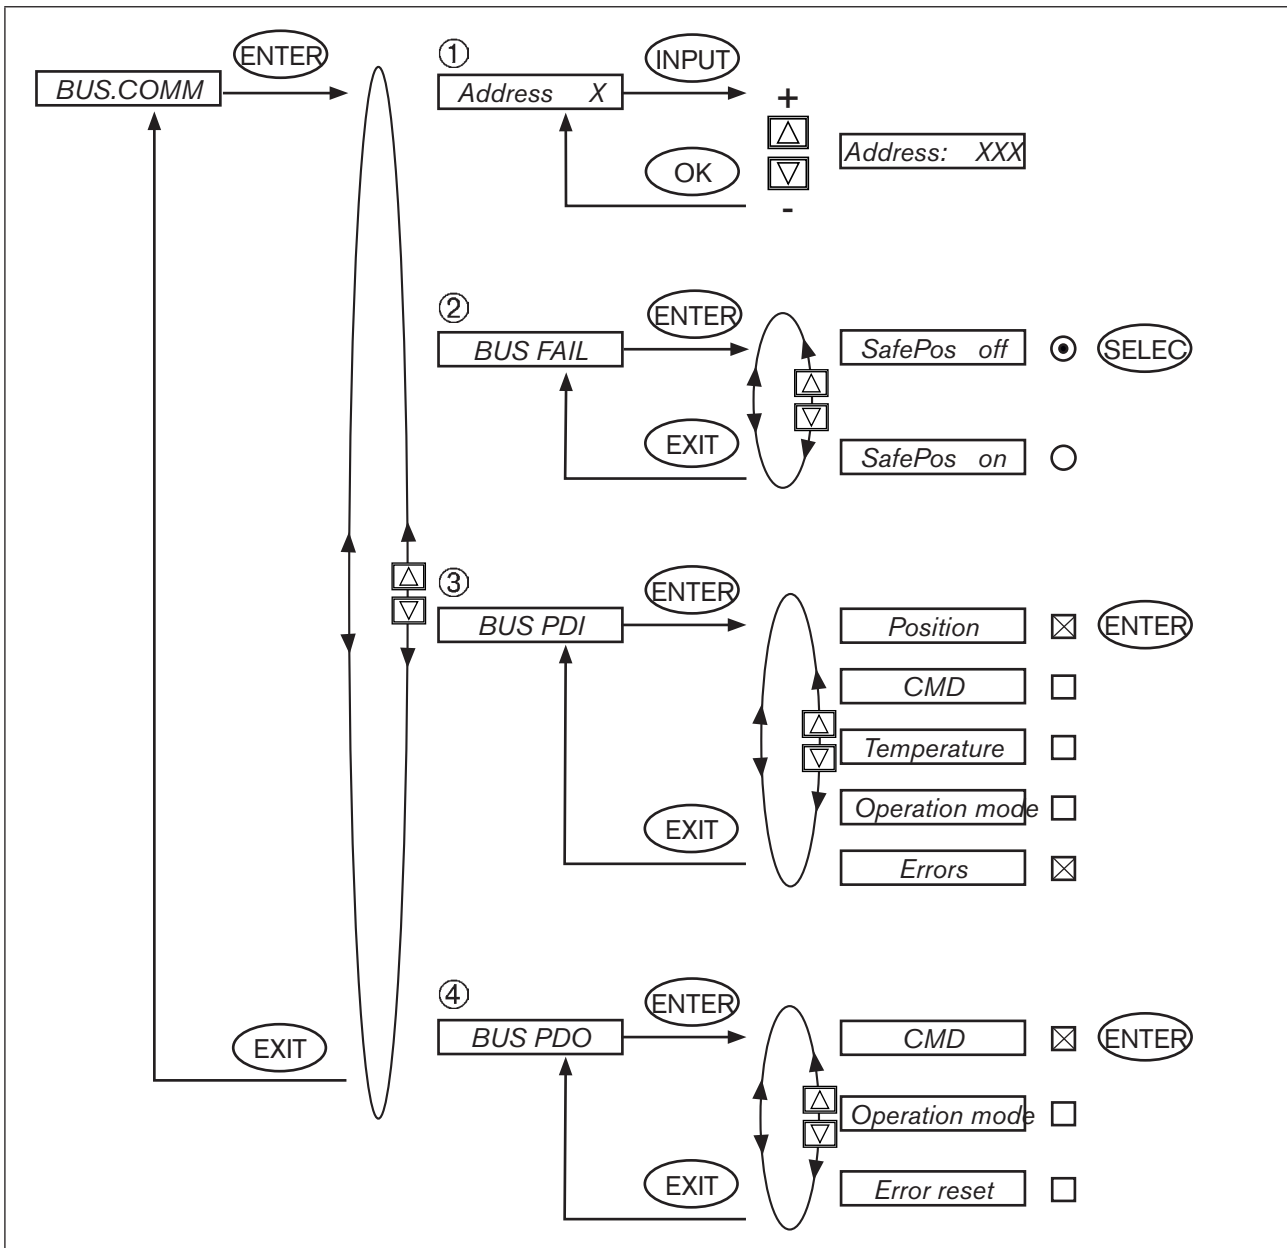 ENTER
BUS.COMM
①
INPUT
Address X
+
Address: XXX
OK
-
②
ENTER
BUS FAIL
SafePos off
SELEC
EXIT
SafePos on
③
ENTER
BUS PDI
Position
ENTER
CMD
Temperature
Operation mode
EXIT
Errors
④
ENTER
BUS PDO
CMD
ENTER
EXIT
Operation mode
EXIT
Error reset